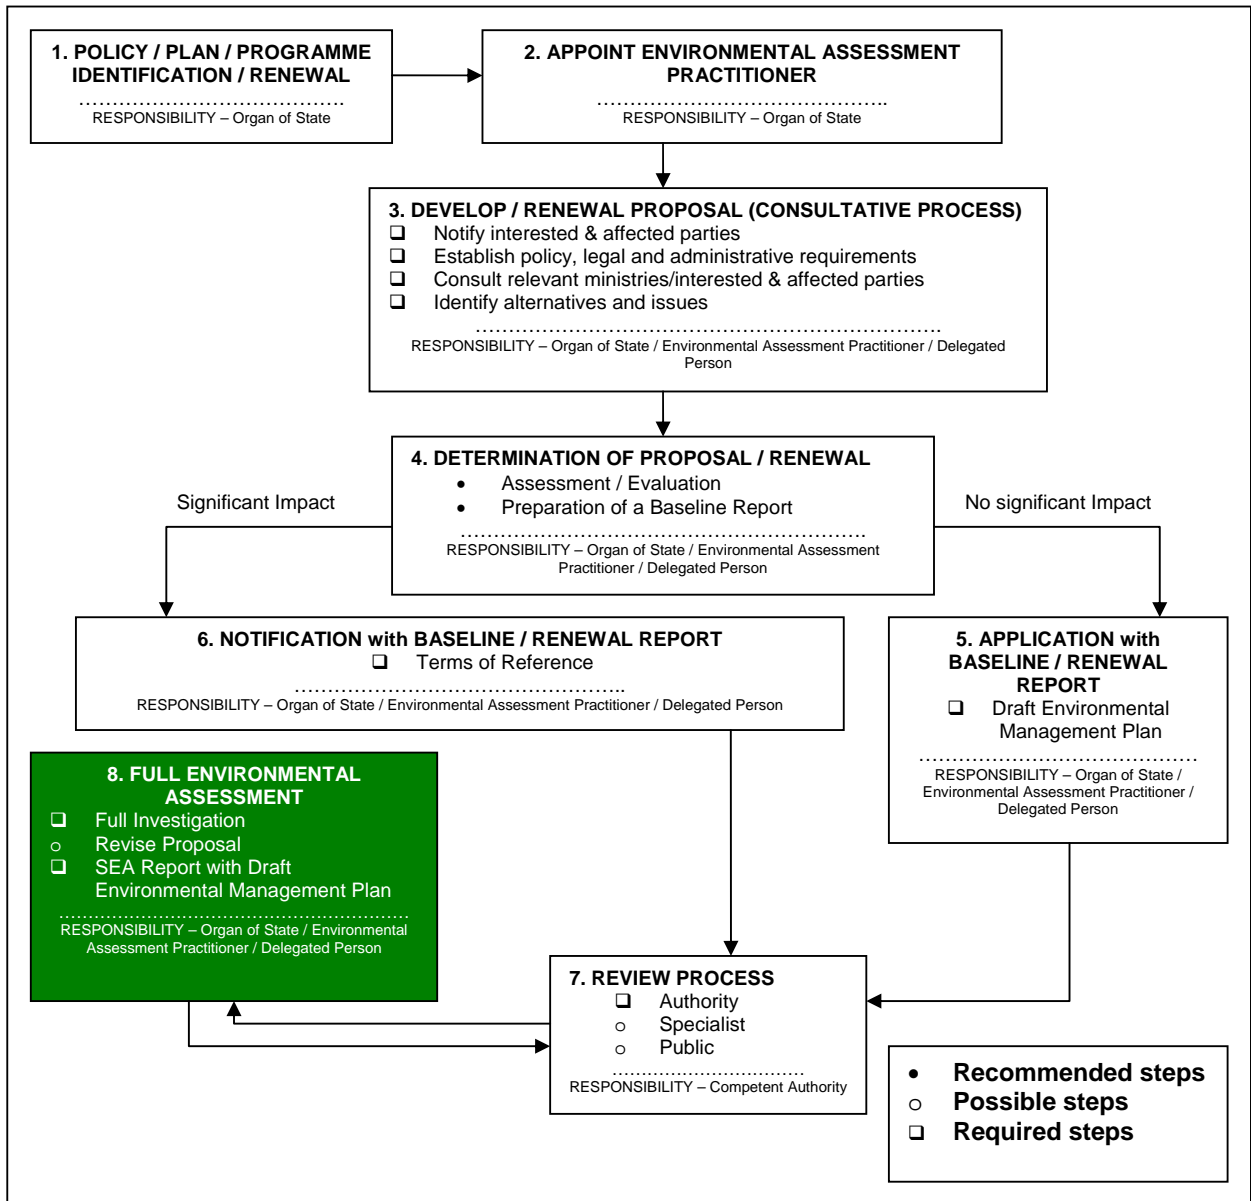 1. POLICY / PLAN / PROGRAMME
IDENTIFICATION / RENEWAL
………………………………….
RESPONSIBILITY – Organ of State
2. APPOINT ENVIRONMENTAL ASSESSMENT
PRACTITIONER
……………………………………..
RESPONSIBILITY – Organ of State
3. DEVELOP / RENEWAL PROPOSAL (CONSULTATIVE PROCESS)
❑ Notify interested & affected parties
❑ Establish policy, legal and administrative requirements
❑ Consult relevant ministries/interested & affected parties
❑ Identify alternatives and issues
…………………………………………………………….
RESPONSIBILITY – Organ of State / Environmental Assessment Practitioner / Delegated
Person
4. DETERMINATION OF PROPOSAL / RENEWAL
• Assessment / Evaluation
• Preparation of a Baseline Report
…………………………………………………….
RESPONSIBILITY – Organ of State / Environmental Assessment
Practitioner / Delegated Person
Significant Impact
No significant Impact
6. NOTIFICATION with BASELINE / RENEWAL REPORT
❑ Terms of Reference
…………………………………………..
RESPONSIBILITY – Organ of State / Environmental Assessment Practitioner / Delegated Person
5. APPLICATION with
BASELINE / RENEWAL
REPORT
❑ Draft Environmental
Management Plan
……………………………………
RESPONSIBILITY – Organ of State /
Environmental Assessment Practitioner /
Delegated Person
8. FULL ENVIRONMENTAL
ASSESSMENT
❑ Full Investigation
o Revise Proposal
❑ SEA Report with Draft
Environmental Management Plan
……………………………………………………
RESPONSIBILITY – Organ of State / Environmental
Assessment Practitioner / Delegated Person
7. REVIEW PROCESS
❑ Authority
o Specialist
o Public
……………………………
RESPONSIBILITY – Competent Authority
• Recommended steps
o Possible steps
❑ Required steps